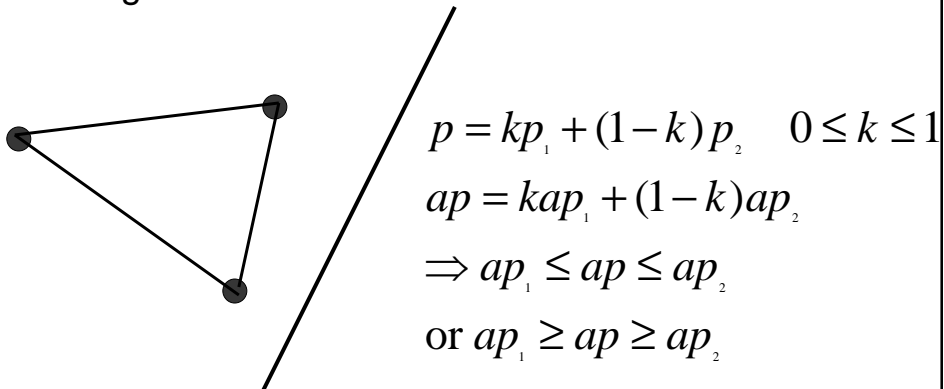 p = kp₁ + (1 − k) p₂ 0 ≤ k ≤ 1
ap = kap₁ + (1 − k)ap₂
⇒ ap₁ ≤ ap ≤ ap₂
or ap₁ ≥ ap ≥ ap₂